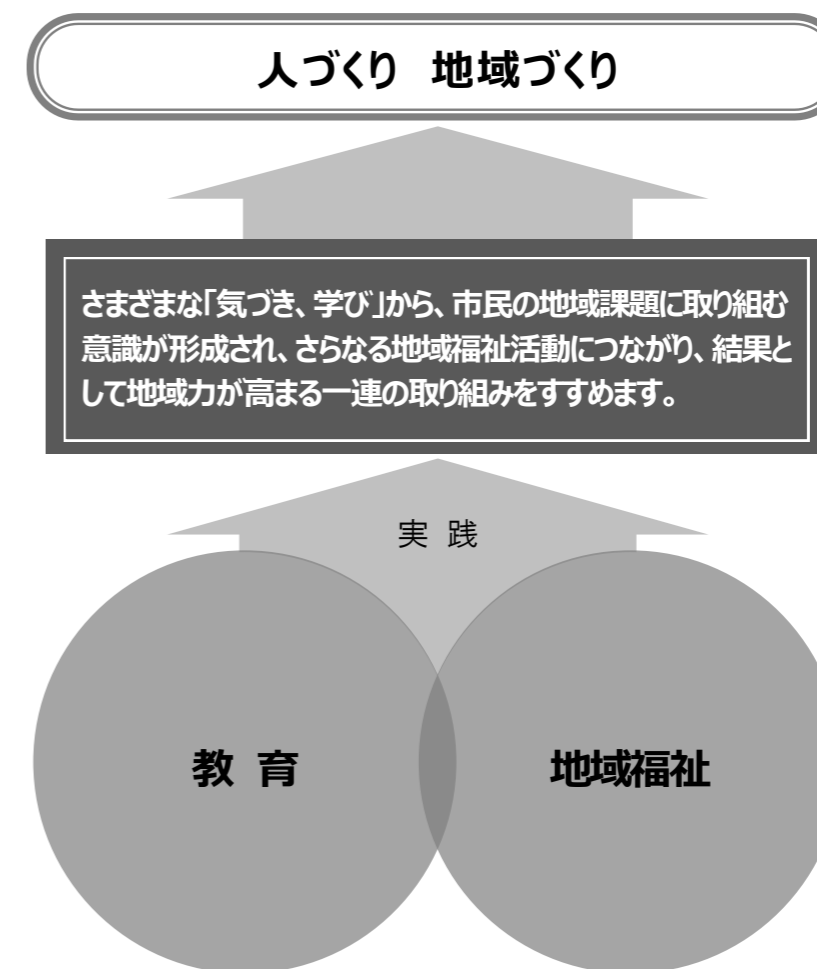 人づくり 地域づくり
さまざまな「気づき、学び」から、市民の地域課題に取り組む
意識が形成され、さらなる地域福祉活動につながり、結果と
して地域力が高まる一連の取り組みをすすめます。
実 践
教 育
地域福祉